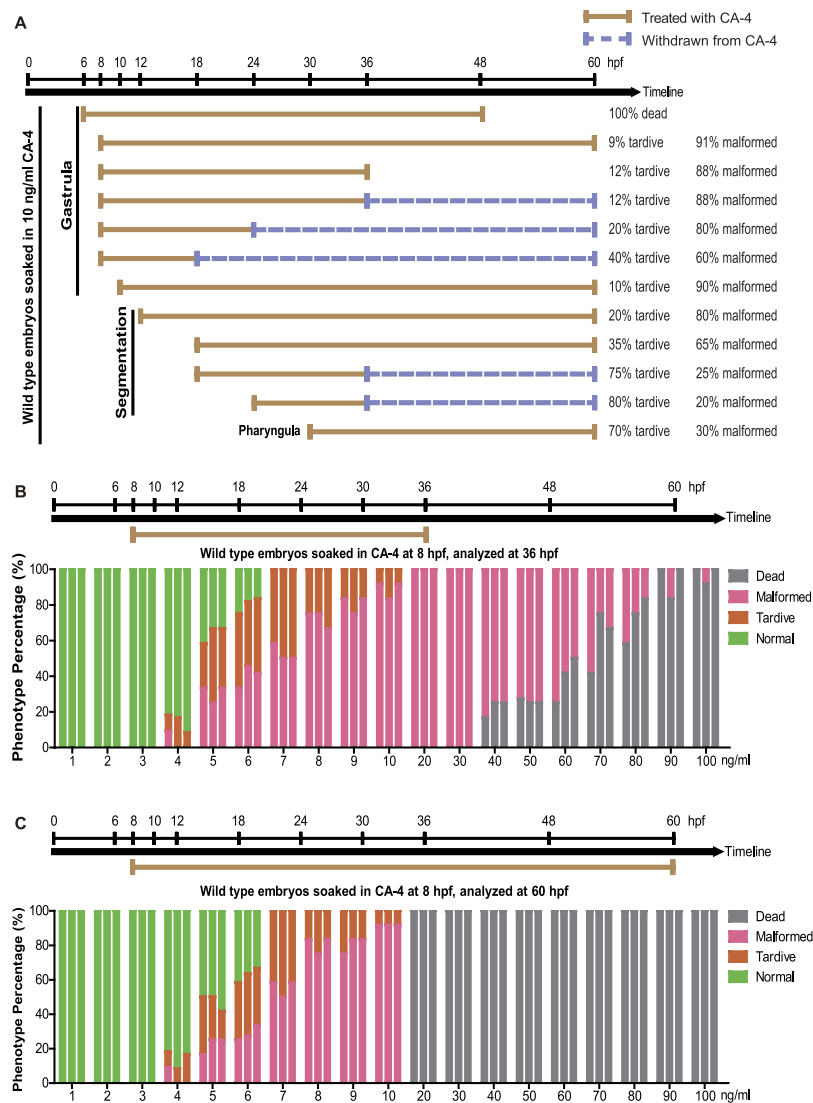 A
Treated with CA-4
Withdrawn from CA-4
0 6 8 10 12 18 24 30 36 48 60 hpf
Timeline
Wild type embryos soaked in 10 ng/ml CA-4
Gastrula
100% dead
9% tardive 91% malformed
12% tardive 88% malformed
12% tardive 88% malformed
20% tardive 80% malformed
40% tardive 60% malformed
10% tardive 90% malformed
Segmentation
20% tardive 80% malformed
35% tardive 65% malformed
75% tardive 25% malformed
80% tardive 20% malformed
Pharyngula 70% tardive 30% malformed
B
0 6 8 10 12 18 24 30 36 48 60 hpf
Timeline
Wild type embryos soaked in CA-4 at 8 hpf, analyzed at 36 hpf
Phenotype Percentage (%)
100
80
60
40
20
0
Dead
Malformed
Tardive
Normal
1 2 3 4 5 6 7 8 9 10 20 30 40 50 60 70 80 90 100 ng/ml
C
0 6 8 10 12 18 24 30 36 48 60 hpf
Timeline
Wild type embryos soaked in CA-4 at 8 hpf, analyzed at 60 hpf
Phenotype Percentage (%)
100
80
60
40
20
0
Dead
Malformed
Tardive
Normal
1 2 3 4 5 6 7 8 9 10 20 30 40 50 60 70 80 90 100 ng/ml